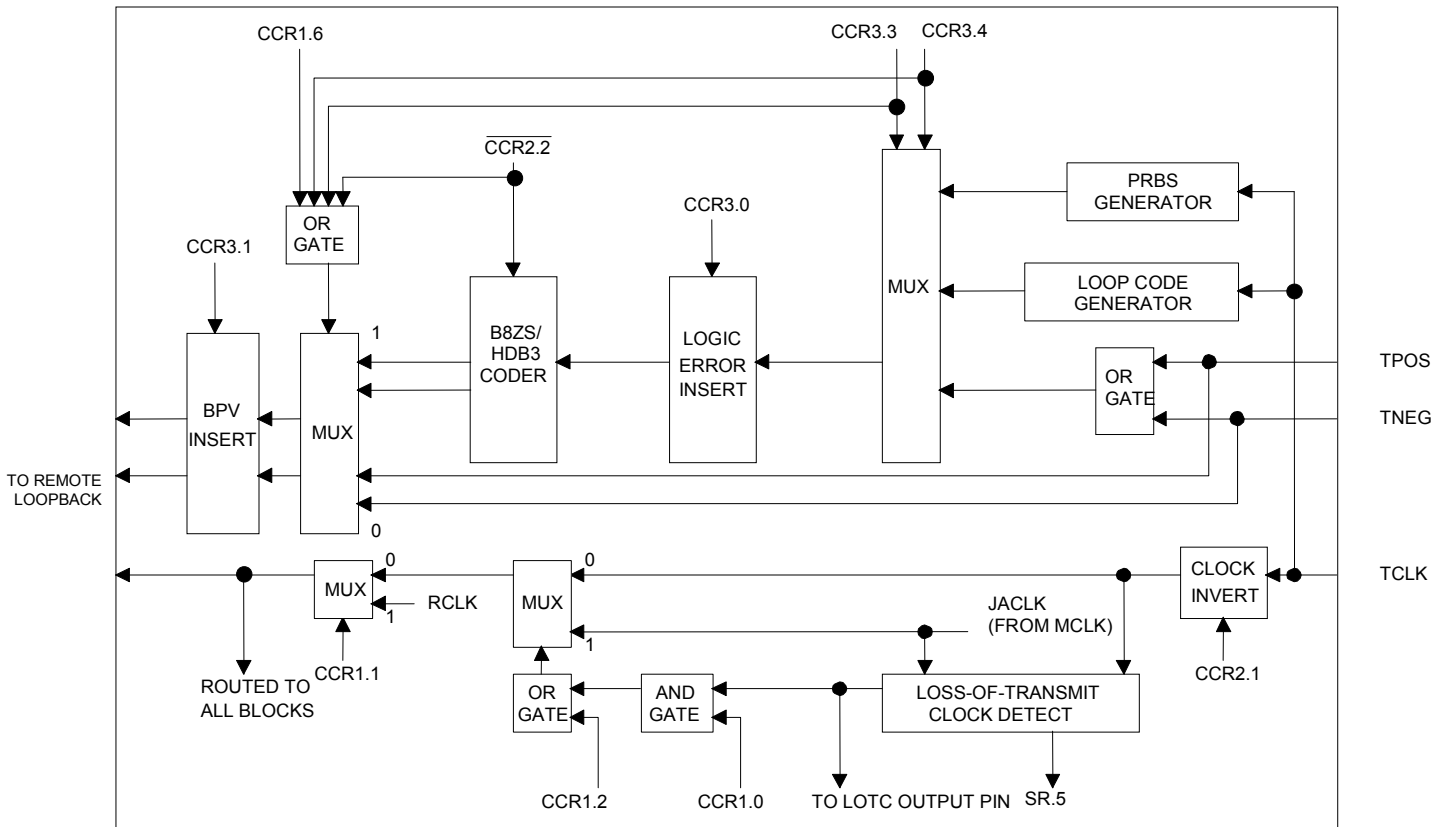 CCR1.6
CCR3.3
CCR3.4
CCR2.2
PRBS
GENERATOR
OR
GATE
CCR3.0
CCR3.1
MUX
LOOP CODE
GENERATOR
B8ZS/
HDB3
CODER
LOGIC
ERROR
INSERT
1
OR
GATE
TPOS
BPV
INSERT
MUX
TNEG
TO REMOTE
LOOPBACK
0
0
MUX
1
RCLK
MUX
0
1
JACLK
(FROM MCLK)
CLOCK
INVERT
TCLK
CCR1.1
CCR2.1
ROUTED TO
ALL BLOCKS
OR
GATE
AND
GATE
LOSS-OF-TRANSMIT
CLOCK DETECT
CCR1.2
CCR1.0
TO LOTC OUTPUT PIN
SR.5